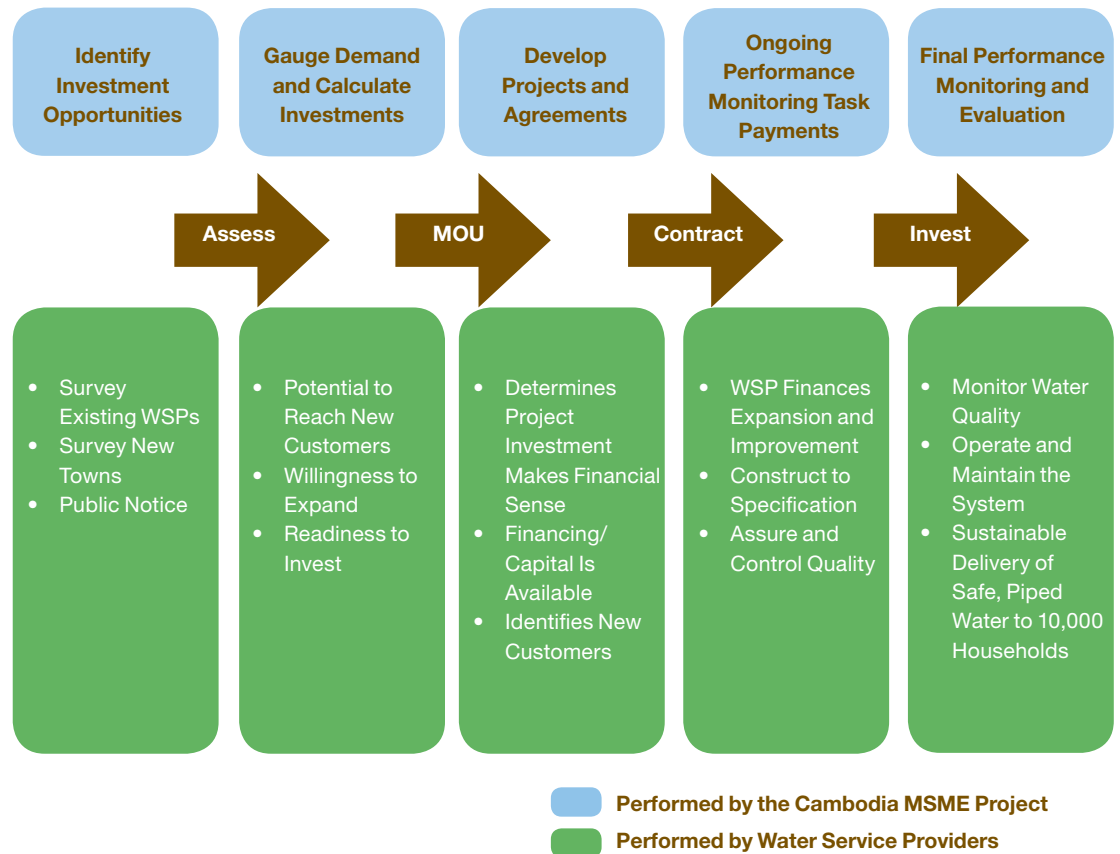 Identify
Investment
Opportunities
Gauge Demand
and Calculate
Investments
Develop
Projects and
Agreements
Ongoing
Performance
Monitoring Task
Payments
Final Performance
Monitoring and
Evaluation
Assess
MOU
Contract
Invest
• Survey
Existing WSPs
• Survey New
Towns
• Public Notice
• Potential to
Reach New
Customers
• Willingness to
Expand
• Readiness to
Invest
• Determines
Project
Investment
Makes Financial
Sense
• Financing/
Capital Is
Available
• Identifies New
Customers
• WSP Finances
Expansion and
Improvement
• Construct to
Specification
• Assure and
Control Quality
• Monitor Water
Quality
• Operate and
Maintain the
System
• Sustainable
Delivery of
Safe, Piped
Water to 10,000
Households
Performed by the Cambodia MSME Project
Performed by Water Service Providers